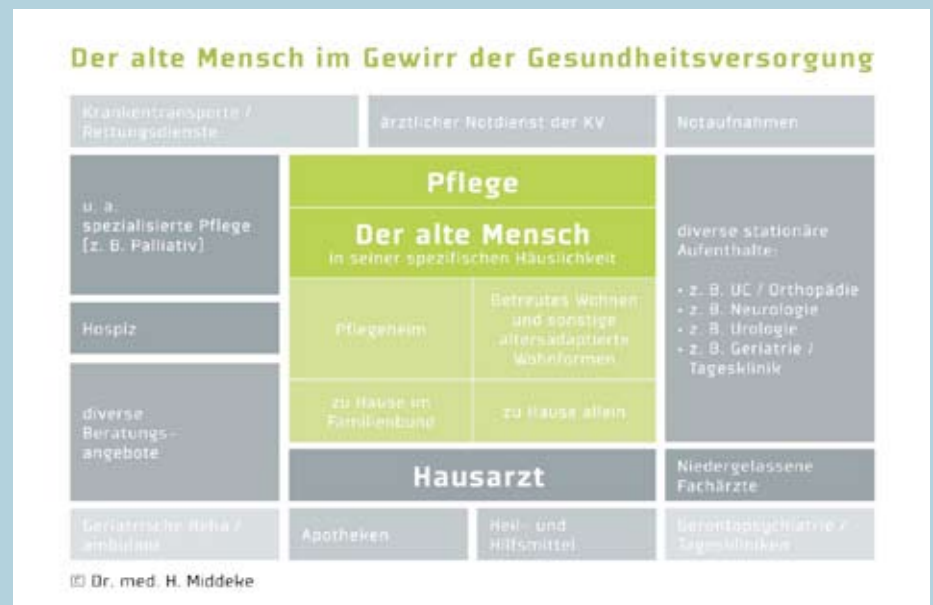 Der alte Mensch im Gewirr der Gesundheitsversorgung
Krankentransporte /
Rettungsdienste
ärztlicher Notdienst der KV
Notaufnahmen
u. a.
spezialisierte Pflege
[z. B. Palliativ]
Pflege
Der alte Mensch
in seiner spezifischen Häuslichkeit
diverse stationäre
Aufenthalte:
• z. B. UC / Orthopädie
• z. B. Neurologie
• z. B. Urologie
• z. B. Geriatrie /
Tagesklinik
Hospiz
Pflegeheim
Betreutes Wohnen
und sonstige
altersadaptierte
Wohnformen
zu Hause im
Familienbund
zu Hause allein
diverse
Beratungs-
angebote
Hausarzt
Niedergelassene
Fachärzte
Geriatrische Reha /
ambulant
Apotheken
Heil- und
Hilfsmittel
Gerontopsychiatrie /
Tageskliniken
© Dr. med. H. Middeke